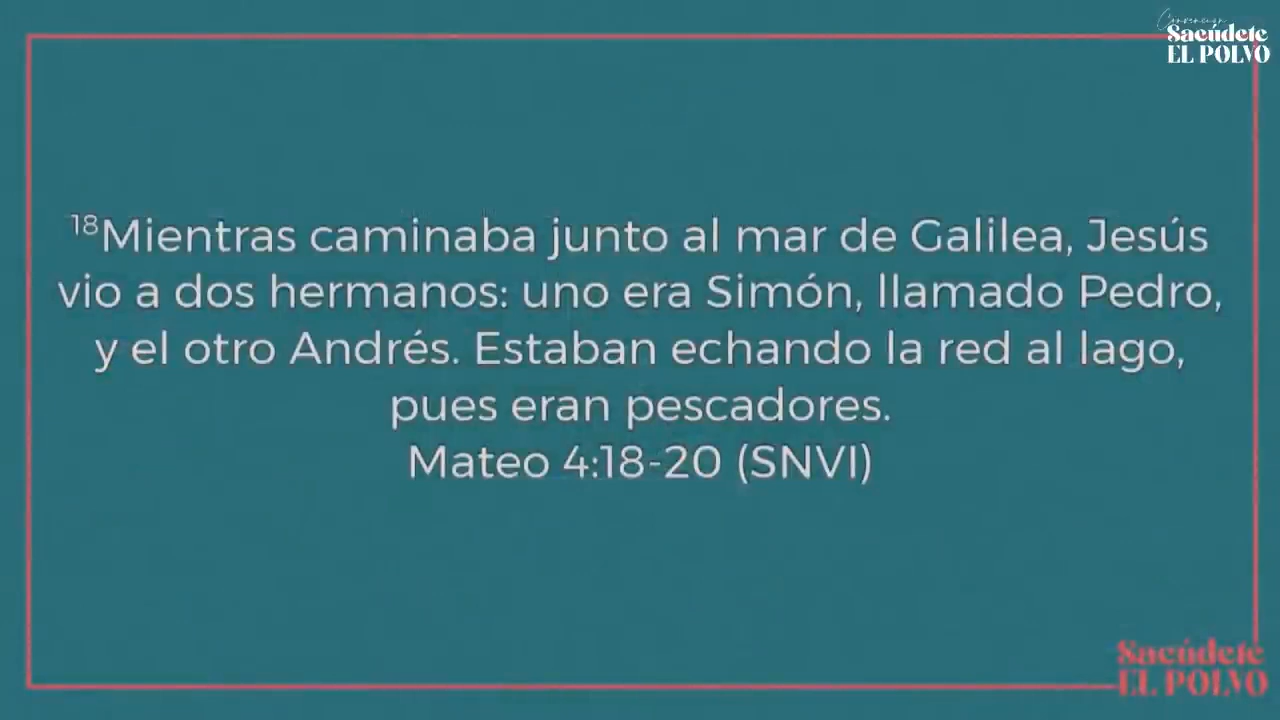 Convención
Sacúdete
EL POLVO
¹⁸Mientras caminaba junto al mar de Galilea, Jesús
vio a dos hermanos: uno era Simón, llamado Pedro,
y el otro Andrés. Estaban echando la red al lago,
pues eran pescadores.
Mateo 4:18-20 (SNVI)
Sacúdete
EL POLVO